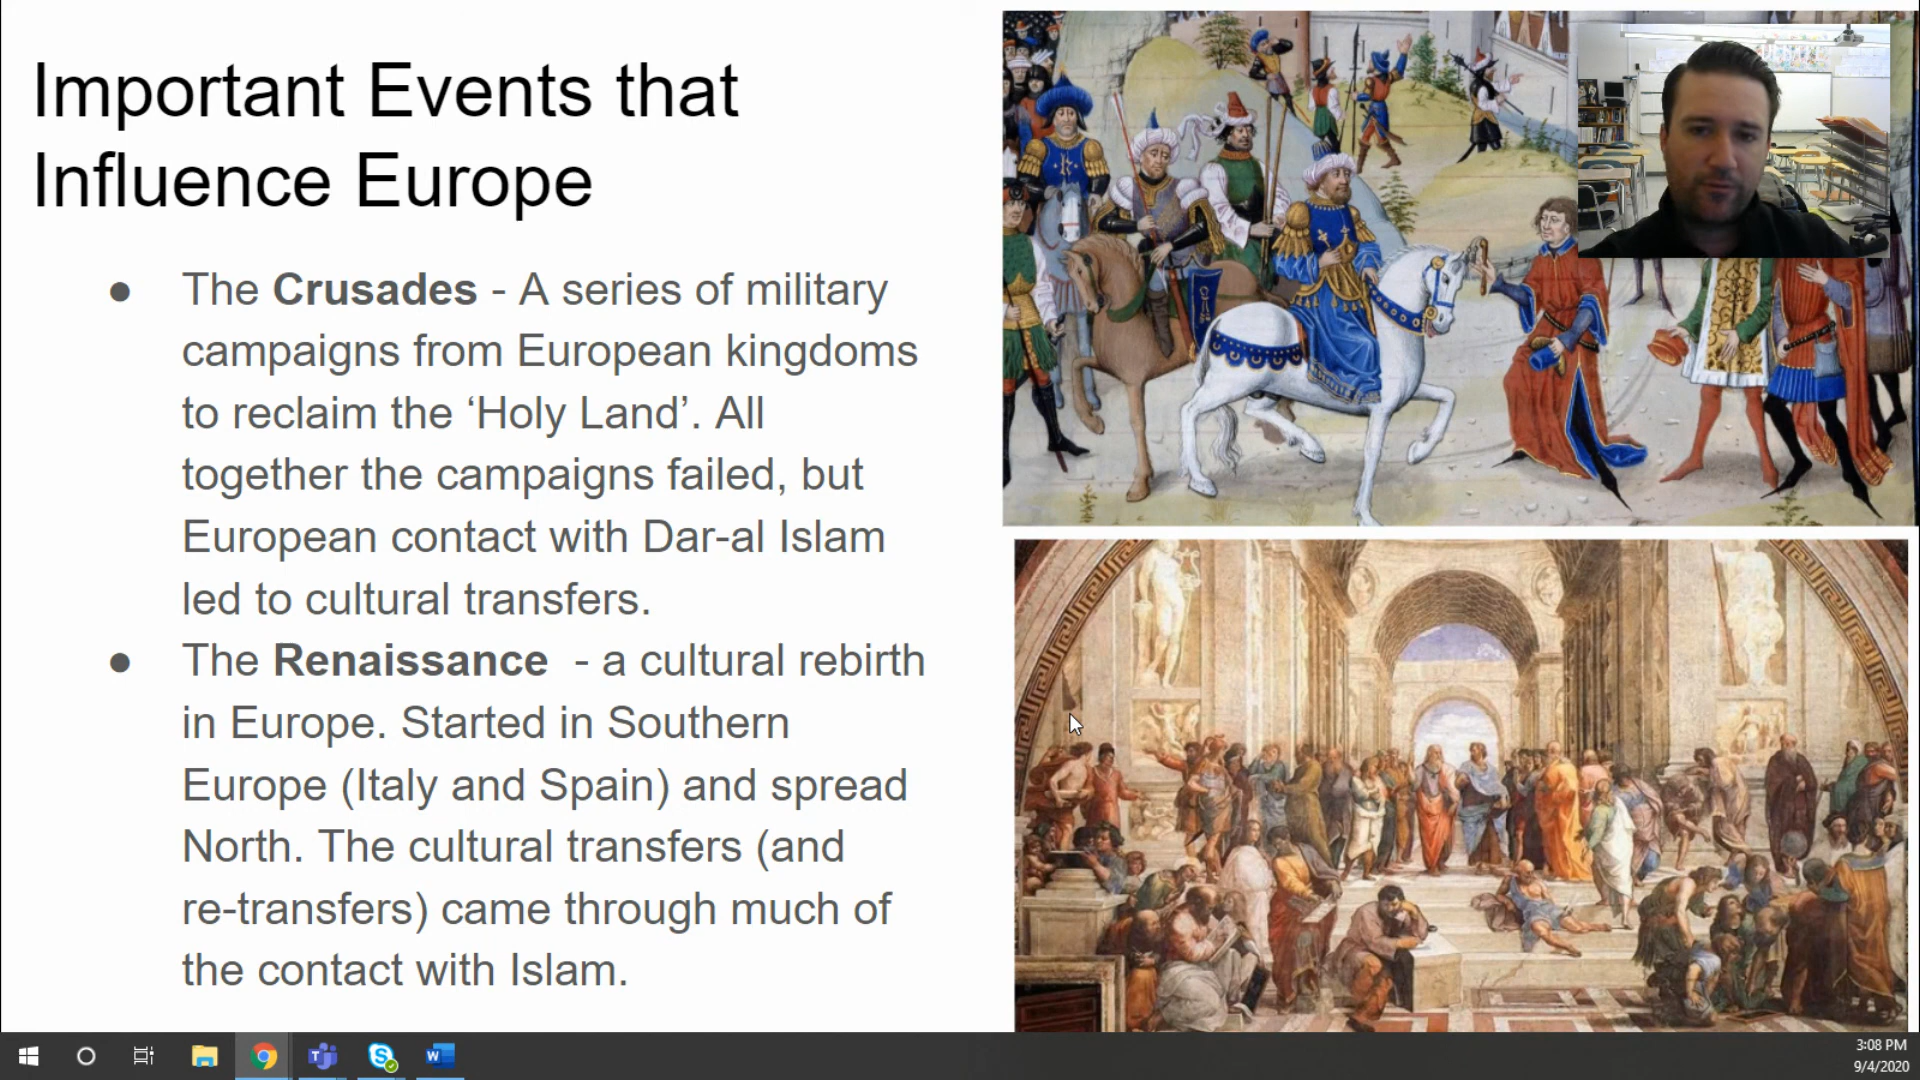 Important Events that
Influence Europe
● The Crusades - A series of military
campaigns from European kingdoms
to reclaim the ‘Holy Land’. All
together the campaigns failed, but
European contact with Dar-al Islam
led to cultural transfers.
● The Renaissance - a cultural rebirth
in Europe. Started in Southern
Europe (Italy and Spain) and spread
North. The cultural transfers (and
re-transfers) came through much of
the contact with Islam.
3:08 PM
9/4/2020